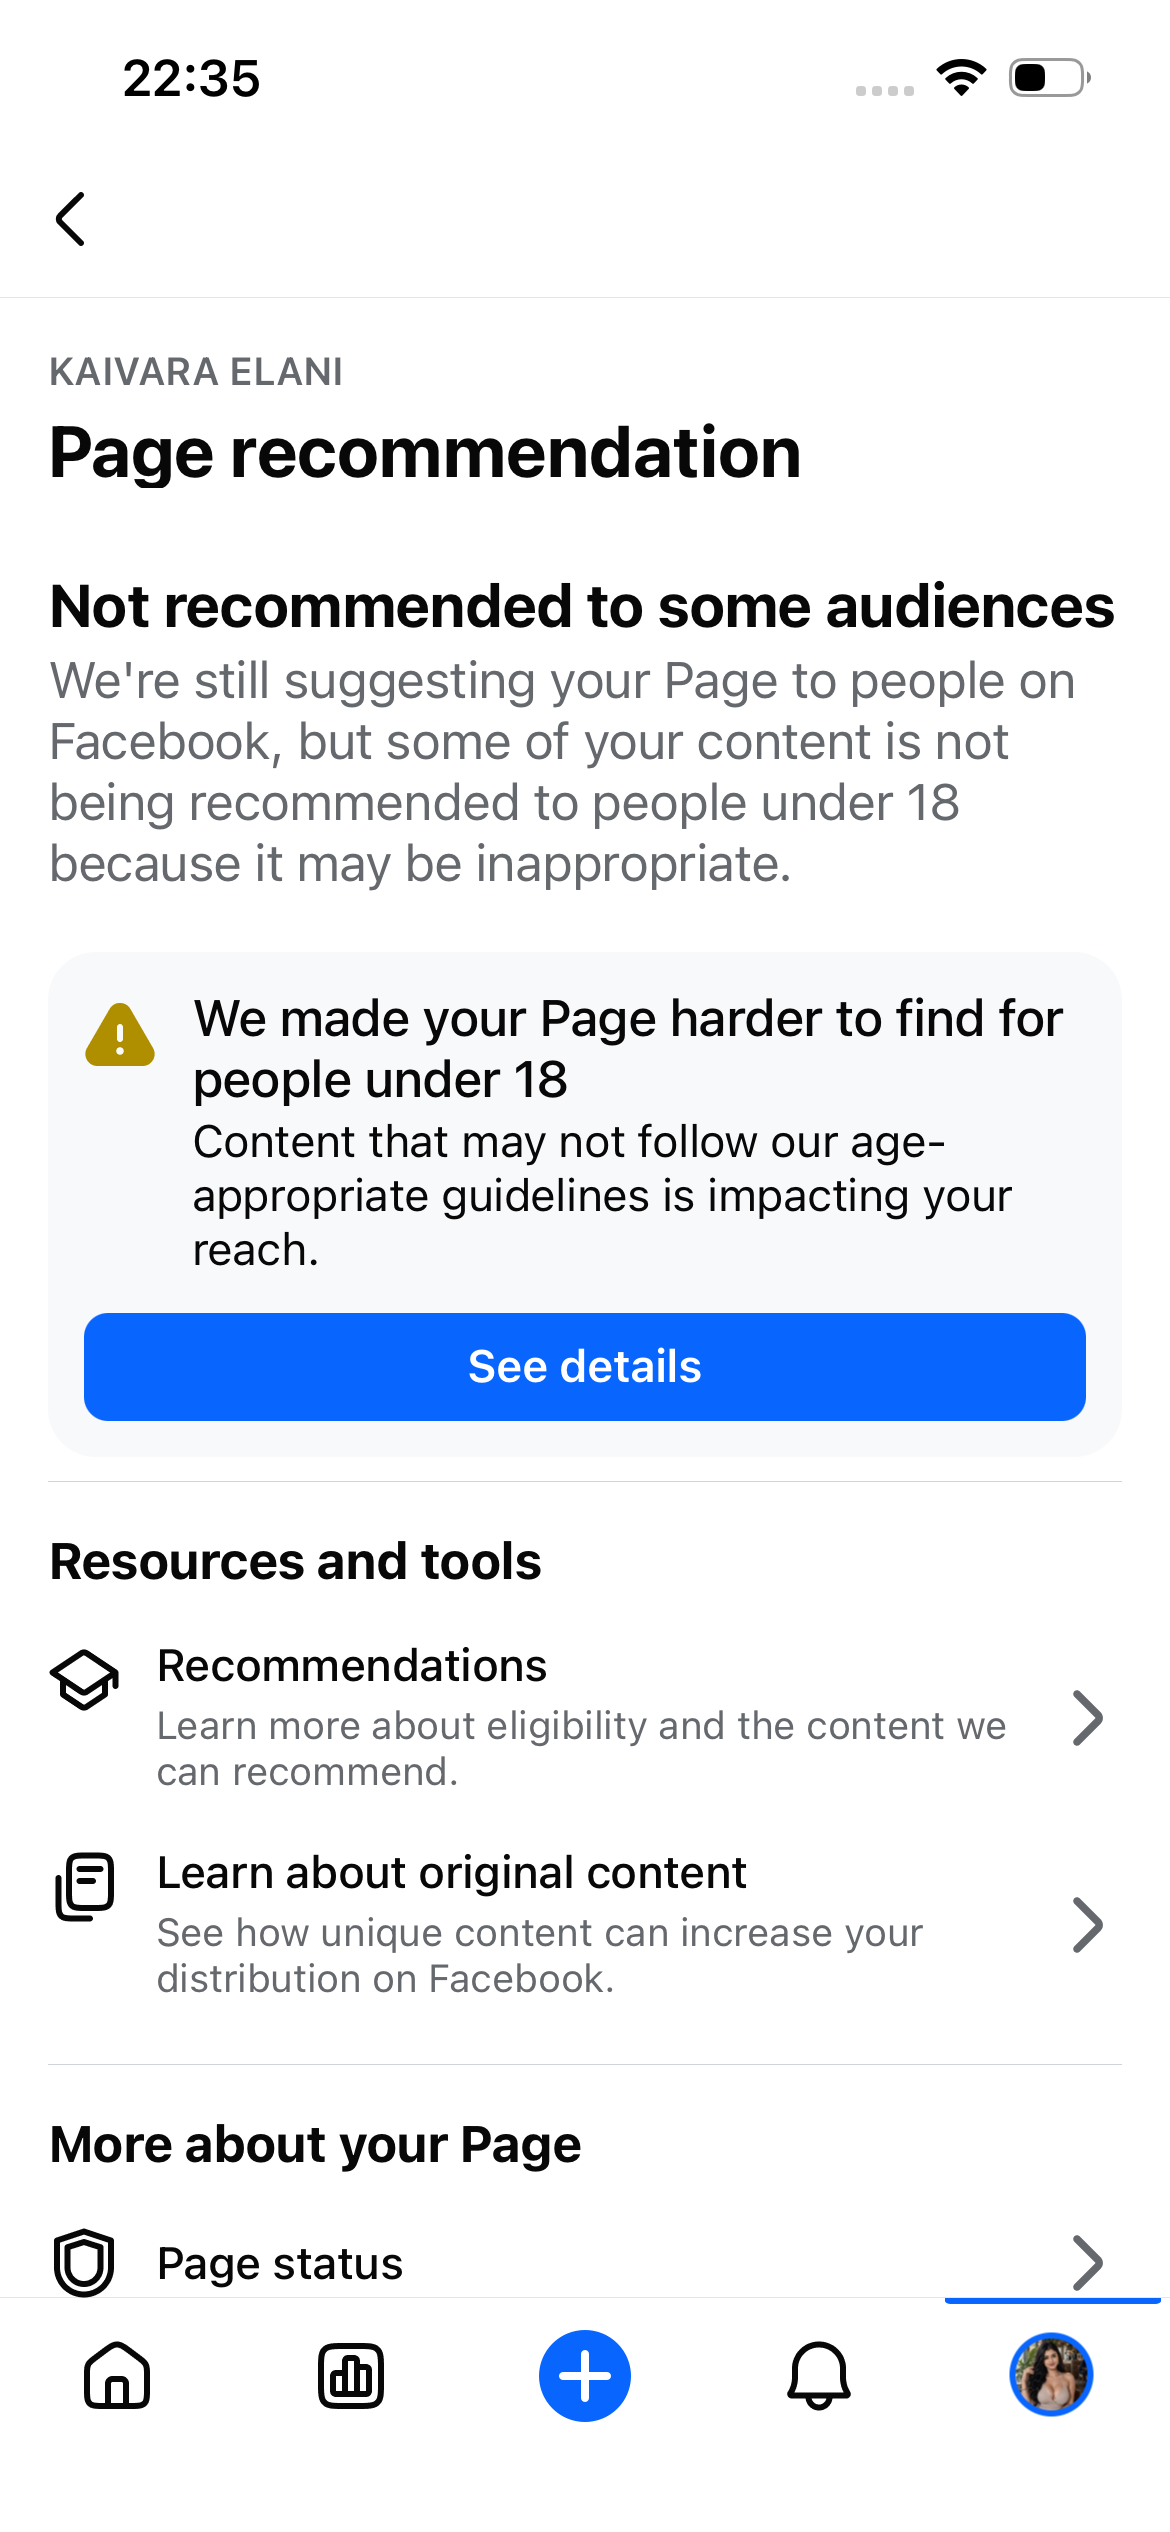 22:35
KAIVARA ELANI
Page recommendation
Not recommended to some audiences
We're still suggesting your Page to people on
Facebook, but some of your content is not
being recommended to people under 18
because it may be inappropriate.
We made your Page harder to find for
people under 18
Content that may not follow our age-
appropriate guidelines is impacting your
reach.
See details
Resources and tools
Recommendations
Learn more about eligibility and the content we
can recommend.
Learn about original content
See how unique content can increase your
distribution on Facebook.
More about your Page
Page status